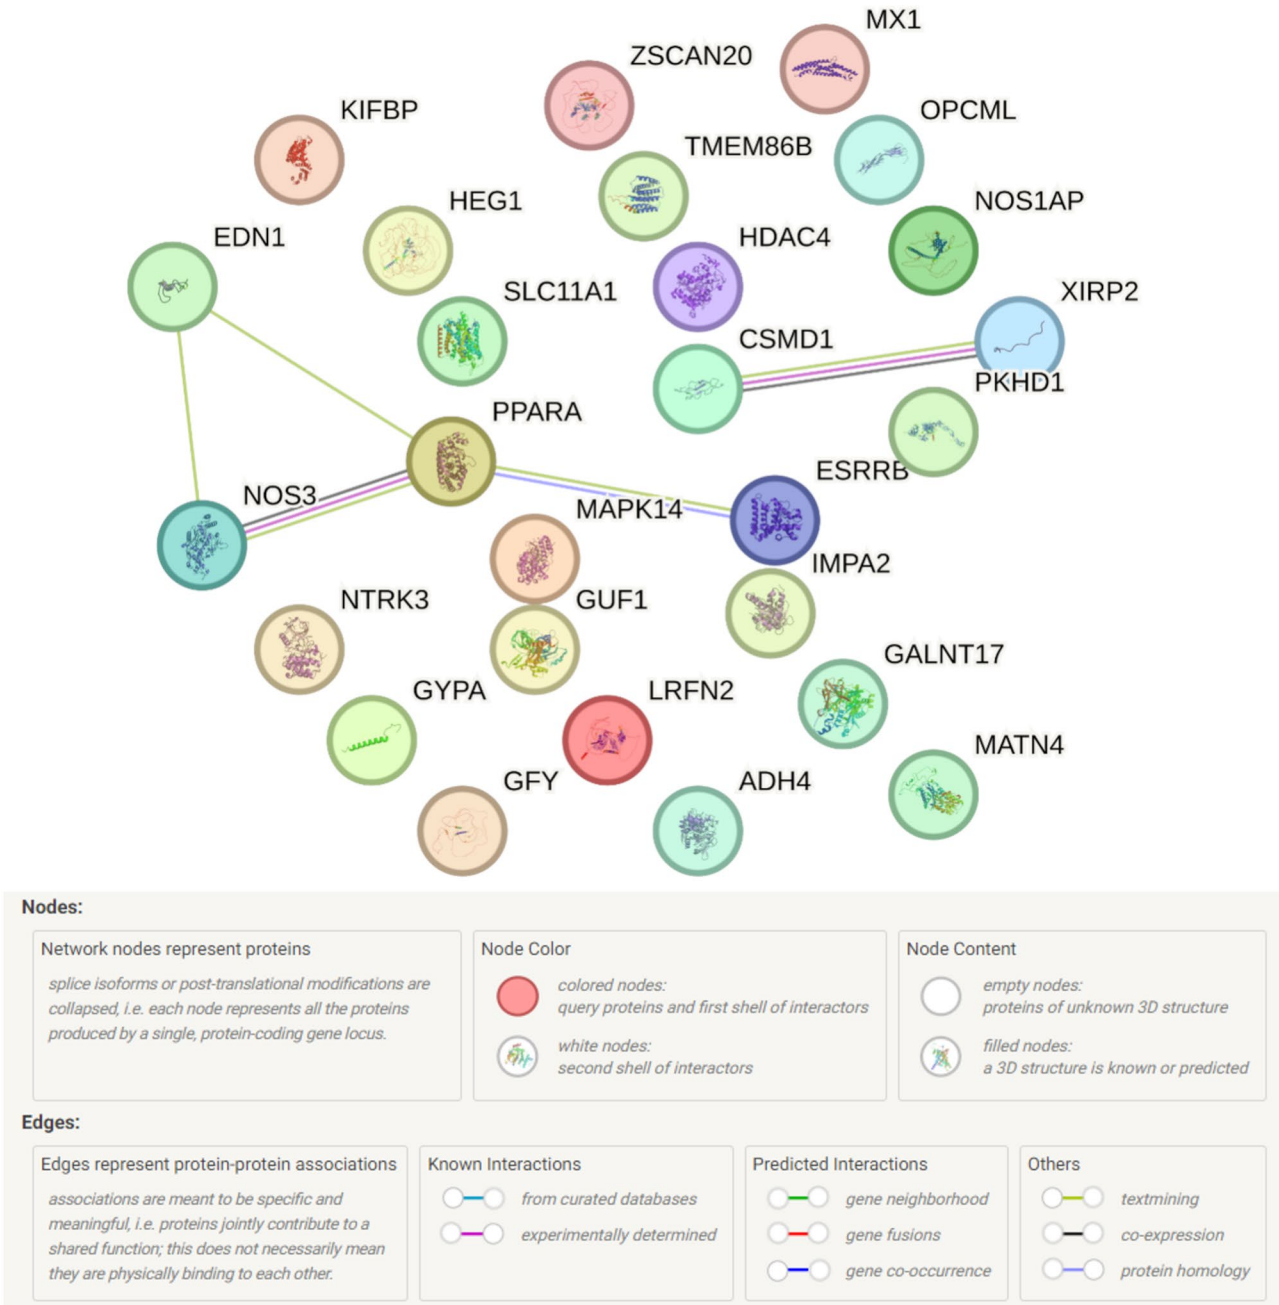 MX1
ZSCAN20
KIFBP
OPCML
TMEM86B
HEG1
NOS1AP
EDN1
HDAC4
SLC11A1
XIRP2
CSMD1
PKHD1
PPARA
ESRRB
NOS3
MAPK14
IMPA2
NTRK3
GUF1
GALNT17
GYPA
LRFN2
MATN4
GFY
ADH4
Nodes:
Network nodes represent proteins
splice isoforms or post-translational modifications are
collapsed, i.e. each node represents all the proteins
produced by a single, protein-coding gene locus.
Node Color
colored nodes:
query proteins and first shell of interactors
white nodes:
second shell of interactors
Node Content
empty nodes:
proteins of unknown 3D structure
filled nodes:
a 3D structure is known or predicted
Edges:
Edges represent protein-protein associations
associations are meant to be specific and
meaningful, i.e. proteins jointly contribute to a
shared function; this does not necessarily mean
they are physically binding to each other.
Known Interactions
from curated databases
experimentally determined
Predicted Interactions
gene neighborhood
gene fusions
gene co-occurrence
Others
textmining
co-expression
protein homology